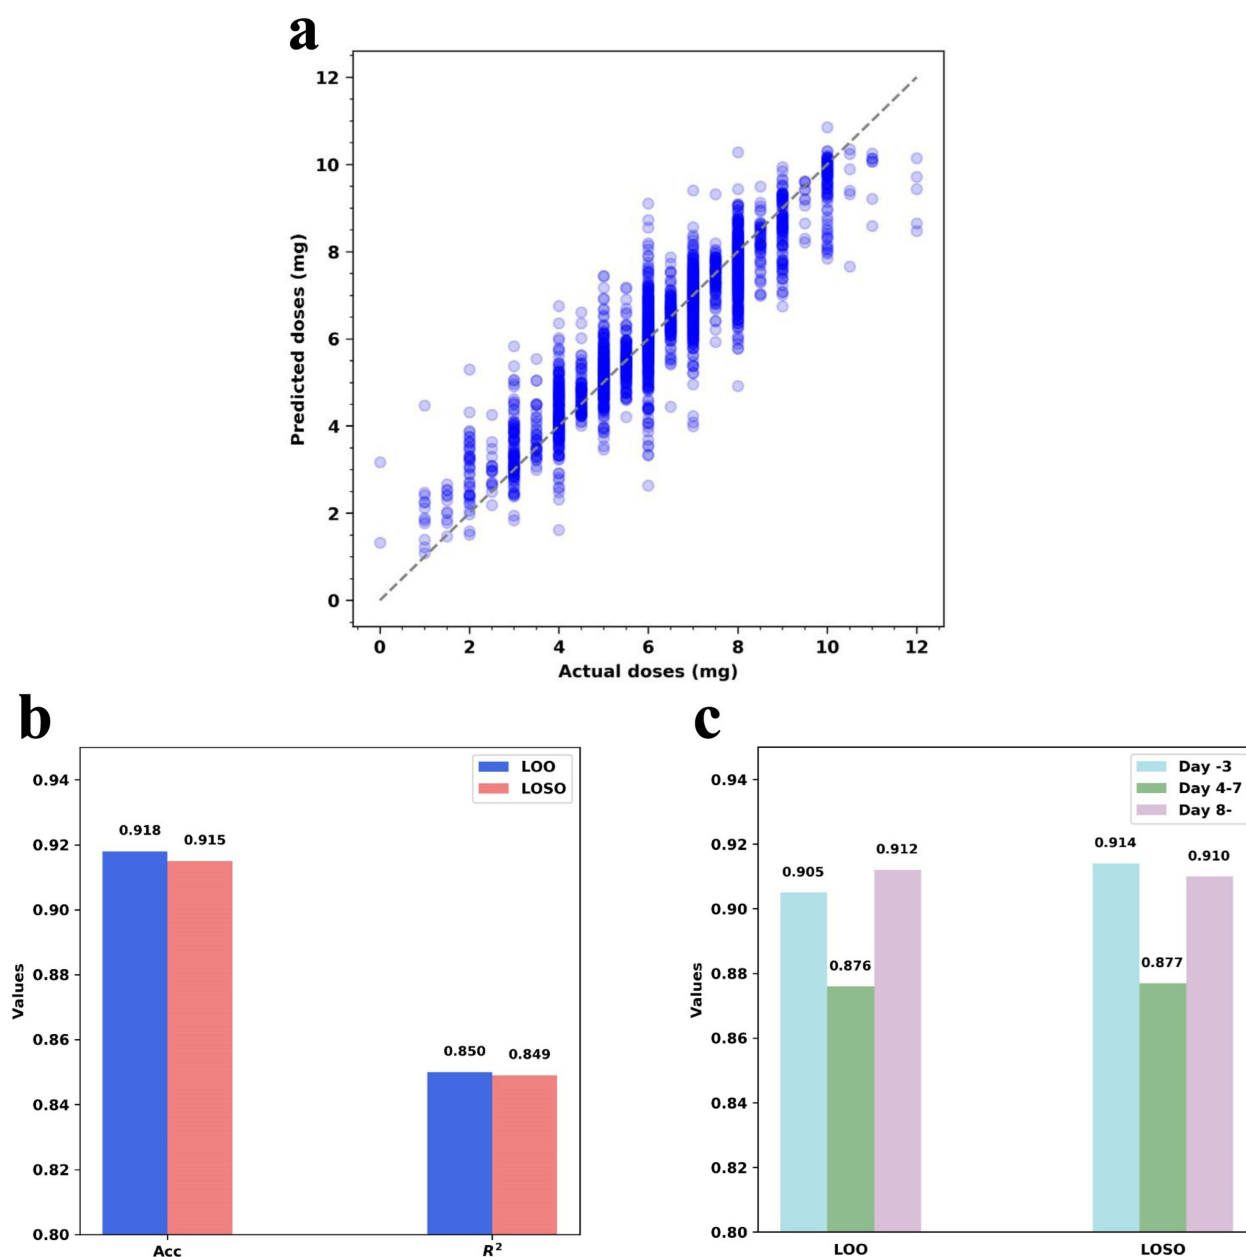 a
12
10
8
6
4
2
0
Predicted doses (mg)
0 2 4 6 8 10 12
Actual doses (mg)
b
LOO
LOSO
0.94
0.92
0.90
0.88
0.86
0.84
0.82
0.80
Values
0.918 0.915
0.850 0.849
Acc R²
c
Day -3
Day 4-7
Day 8-
0.94
0.92
0.90
0.88
0.86
0.84
0.82
0.80
Values
0.905 0.876 0.912
0.914 0.877 0.910
LOO LOSO